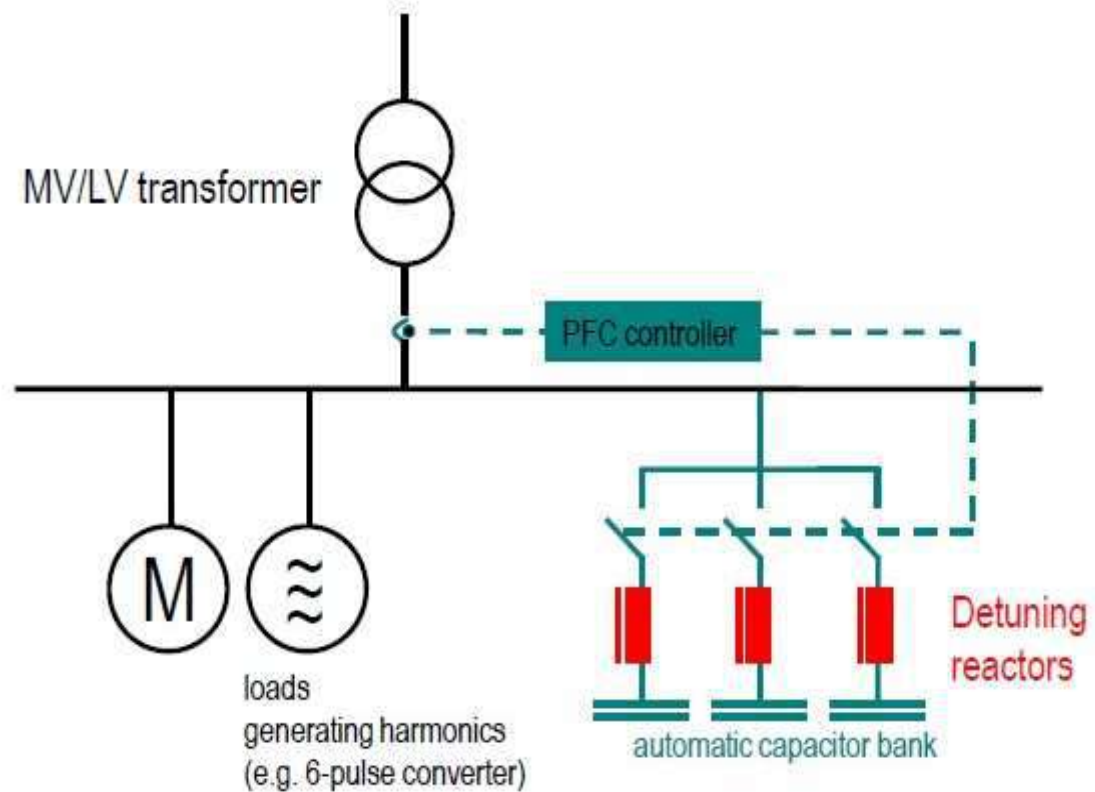 MV/LV transformer
PFC controller
M
Detuning
reactors
loads
generating harmonics
(e.g. 6-pulse converter)
automatic capacitor bank